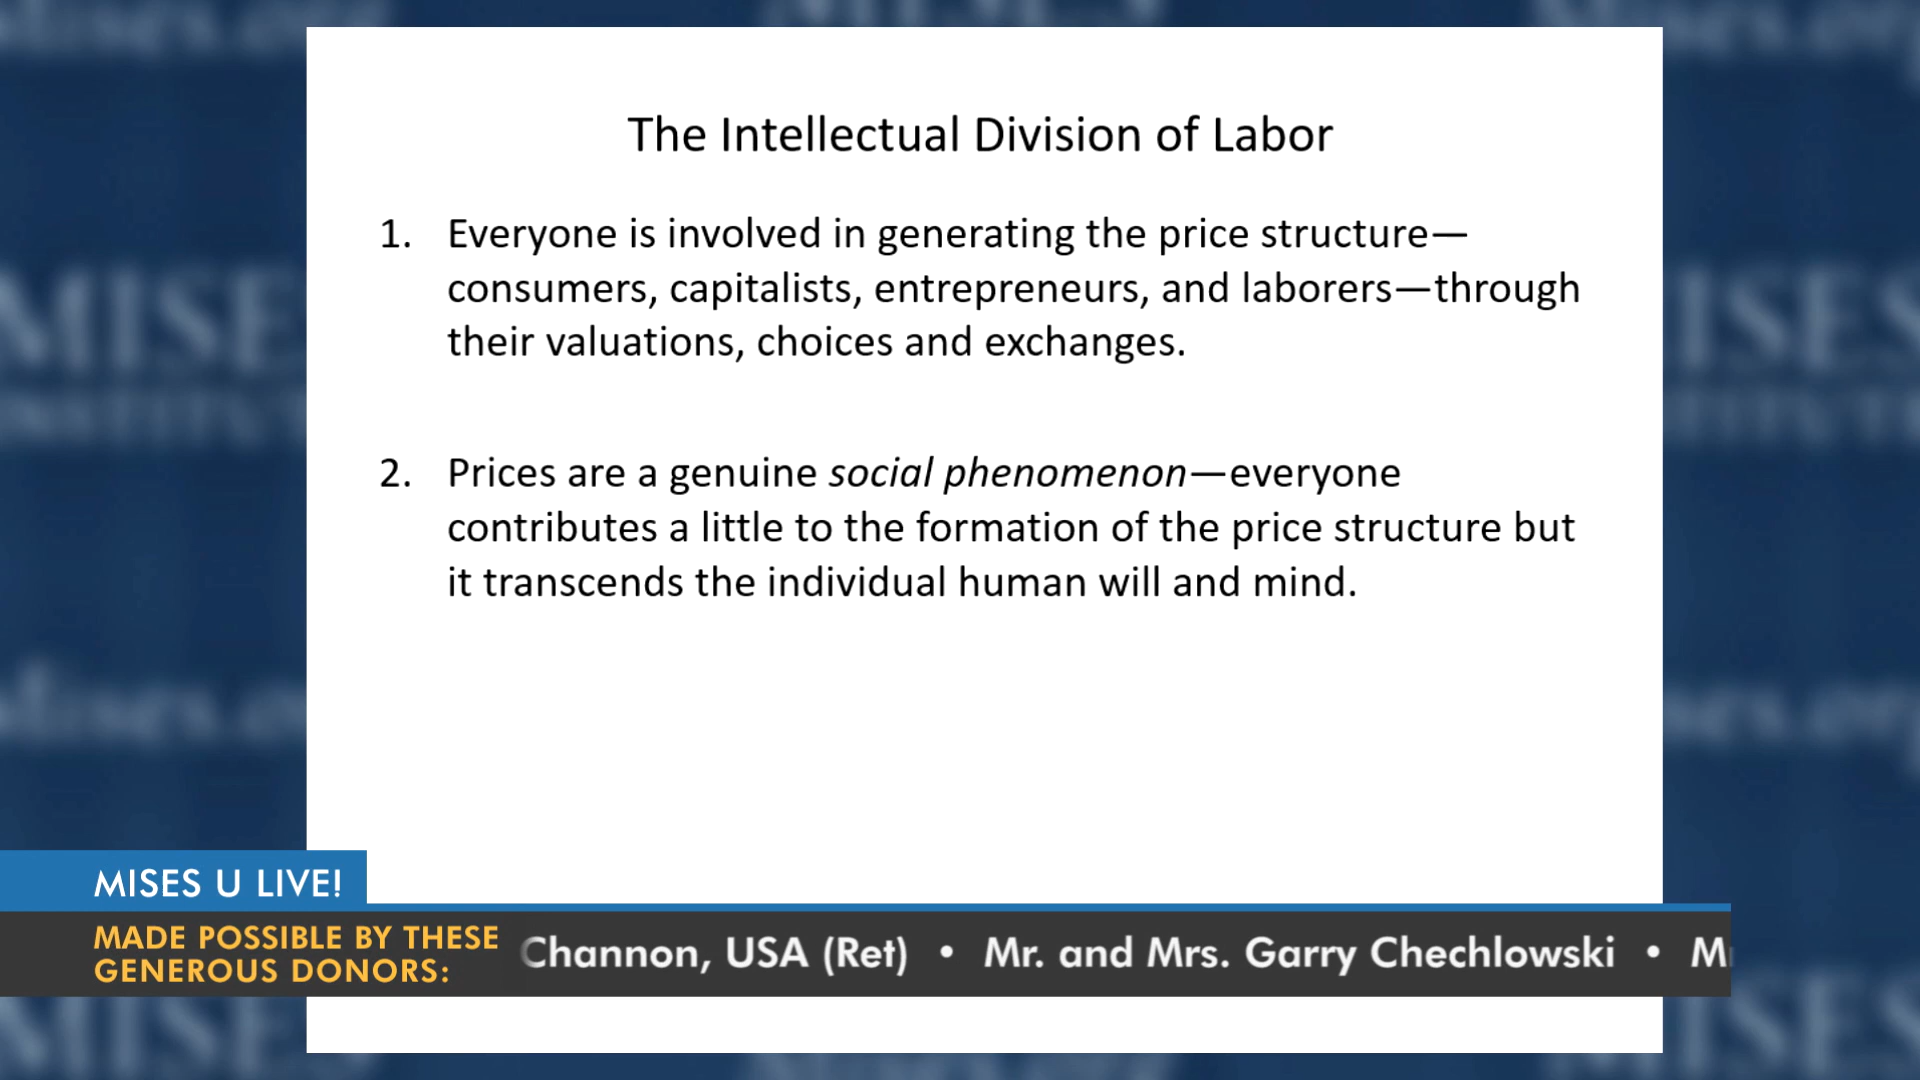 The Intellectual Division of Labor
1. Everyone is involved in generating the price structure—
consumers, capitalists, entrepreneurs, and laborers—through
their valuations, choices and exchanges.
2. Prices are a genuine social phenomenon—everyone
contributes a little to the formation of the price structure but
it transcends the individual human will and mind.
MISES U LIVE!
MADE POSSIBLE BY THESE
GENEROUS DONORS:
Channon, USA (Ret) • Mr. and Mrs. Garry Chechlowski •
MISES
Mises.org